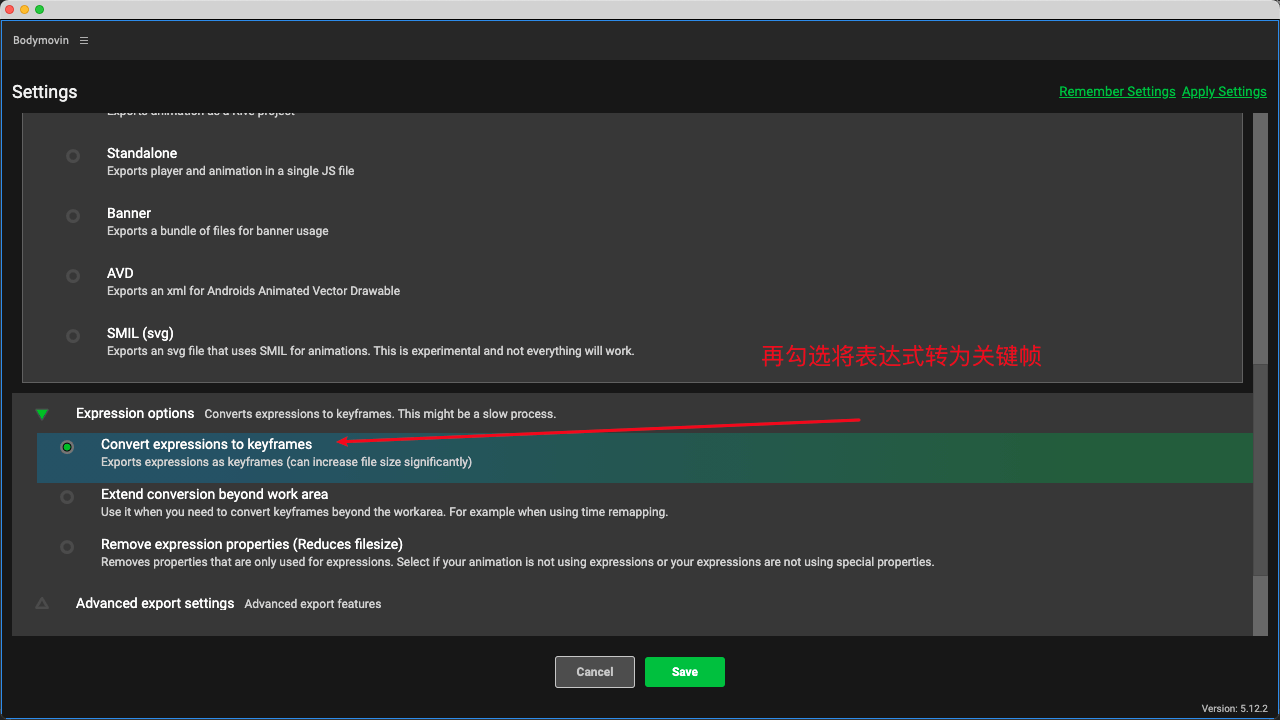 Bodymovin
Settings
Remember Settings Apply Settings
Exports animation as a Rive project
Standalone
Exports player and animation in a single JS file
Banner
Exports a bundle of files for banner usage
AVD
Exports an xml for Androids Animated Vector Drawable
SMIL (svg)
Exports an svg file that uses SMIL for animations. This is experimental and not everything will work.
再勾选将表达式转为关键帧
Expression options Converts expressions to keyframes. This might be a slow process.
Convert expressions to keyframes
Exports expressions as keyframes (can increase file size significantly)
Extend conversion beyond work area
Use it when you need to convert keyframes beyond the workarea. For example when using time remapping.
Remove expression properties (Reduces filesize)
Removes properties that are only used for expressions. Select if your animation is not using expressions or your expressions are not using special properties.
Advanced export settings Advanced export features
Cancel Save
Version: 5.12.2